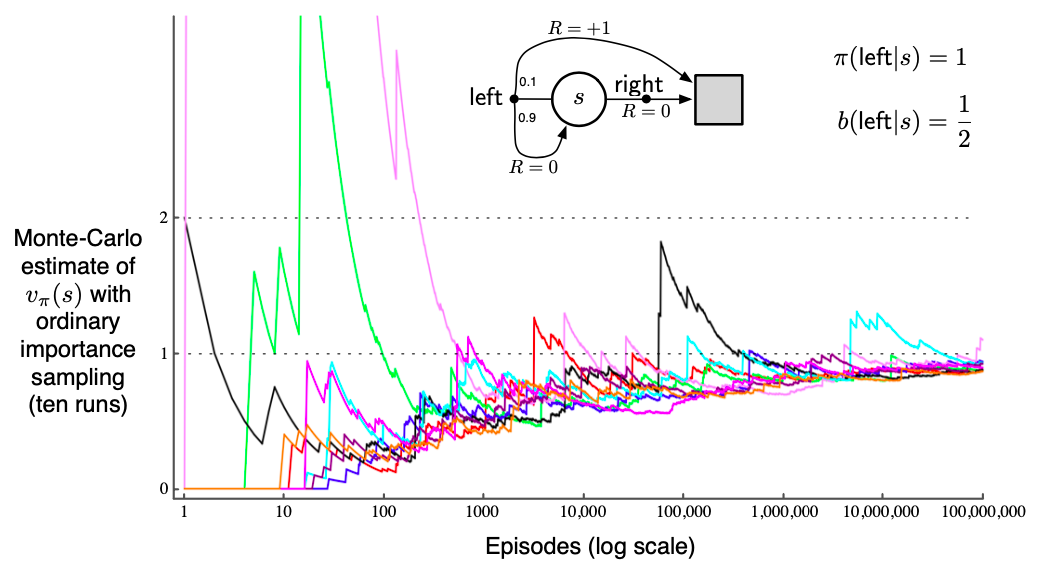 R = +1
π(left|s) = 1
0.1
left
s
right
R = 0
0.9
b(left|s) = 1/2
R = 0
2
Monte-Carlo
estimate of
vπ(s) with
ordinary
importance
sampling
(ten runs)
1
0
1
10
100
1000
10,000
100,000
1,000,000
10,000,000
100,000,000
Episodes (log scale)